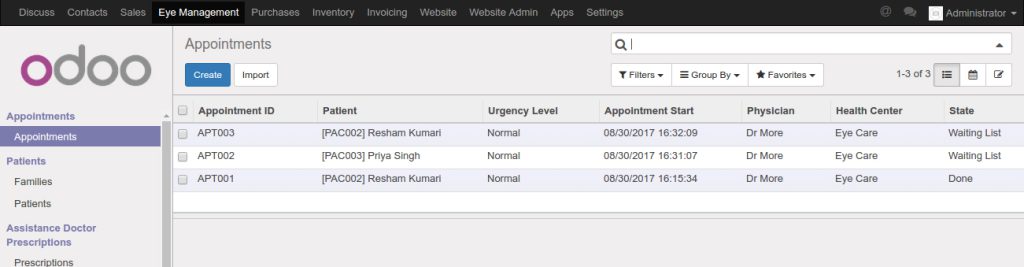 Discuss Contacts Sales Eye Management Purchases Inventory Invoicing Website Website Admin Apps Settings @ Administrator
odoo
Appointments
Create Import
Filters Group By Favorites 1-3 of 3
Appointments
Appointments
Patients
Families
Patients
Assistance Doctor
Prescriptions
Prescriptions
Appointment ID Patient Urgency Level Appointment Start Physician Health Center State
APT003 [PAC002] Resham Kumari Normal 08/30/2017 16:32:09 Dr More Eye Care Waiting List
APT002 [PAC003] Priya Singh Normal 08/30/2017 16:31:07 Dr More Eye Care Waiting List
APT001 [PAC002] Resham Kumari Normal 08/30/2017 16:15:34 Dr More Eye Care Done